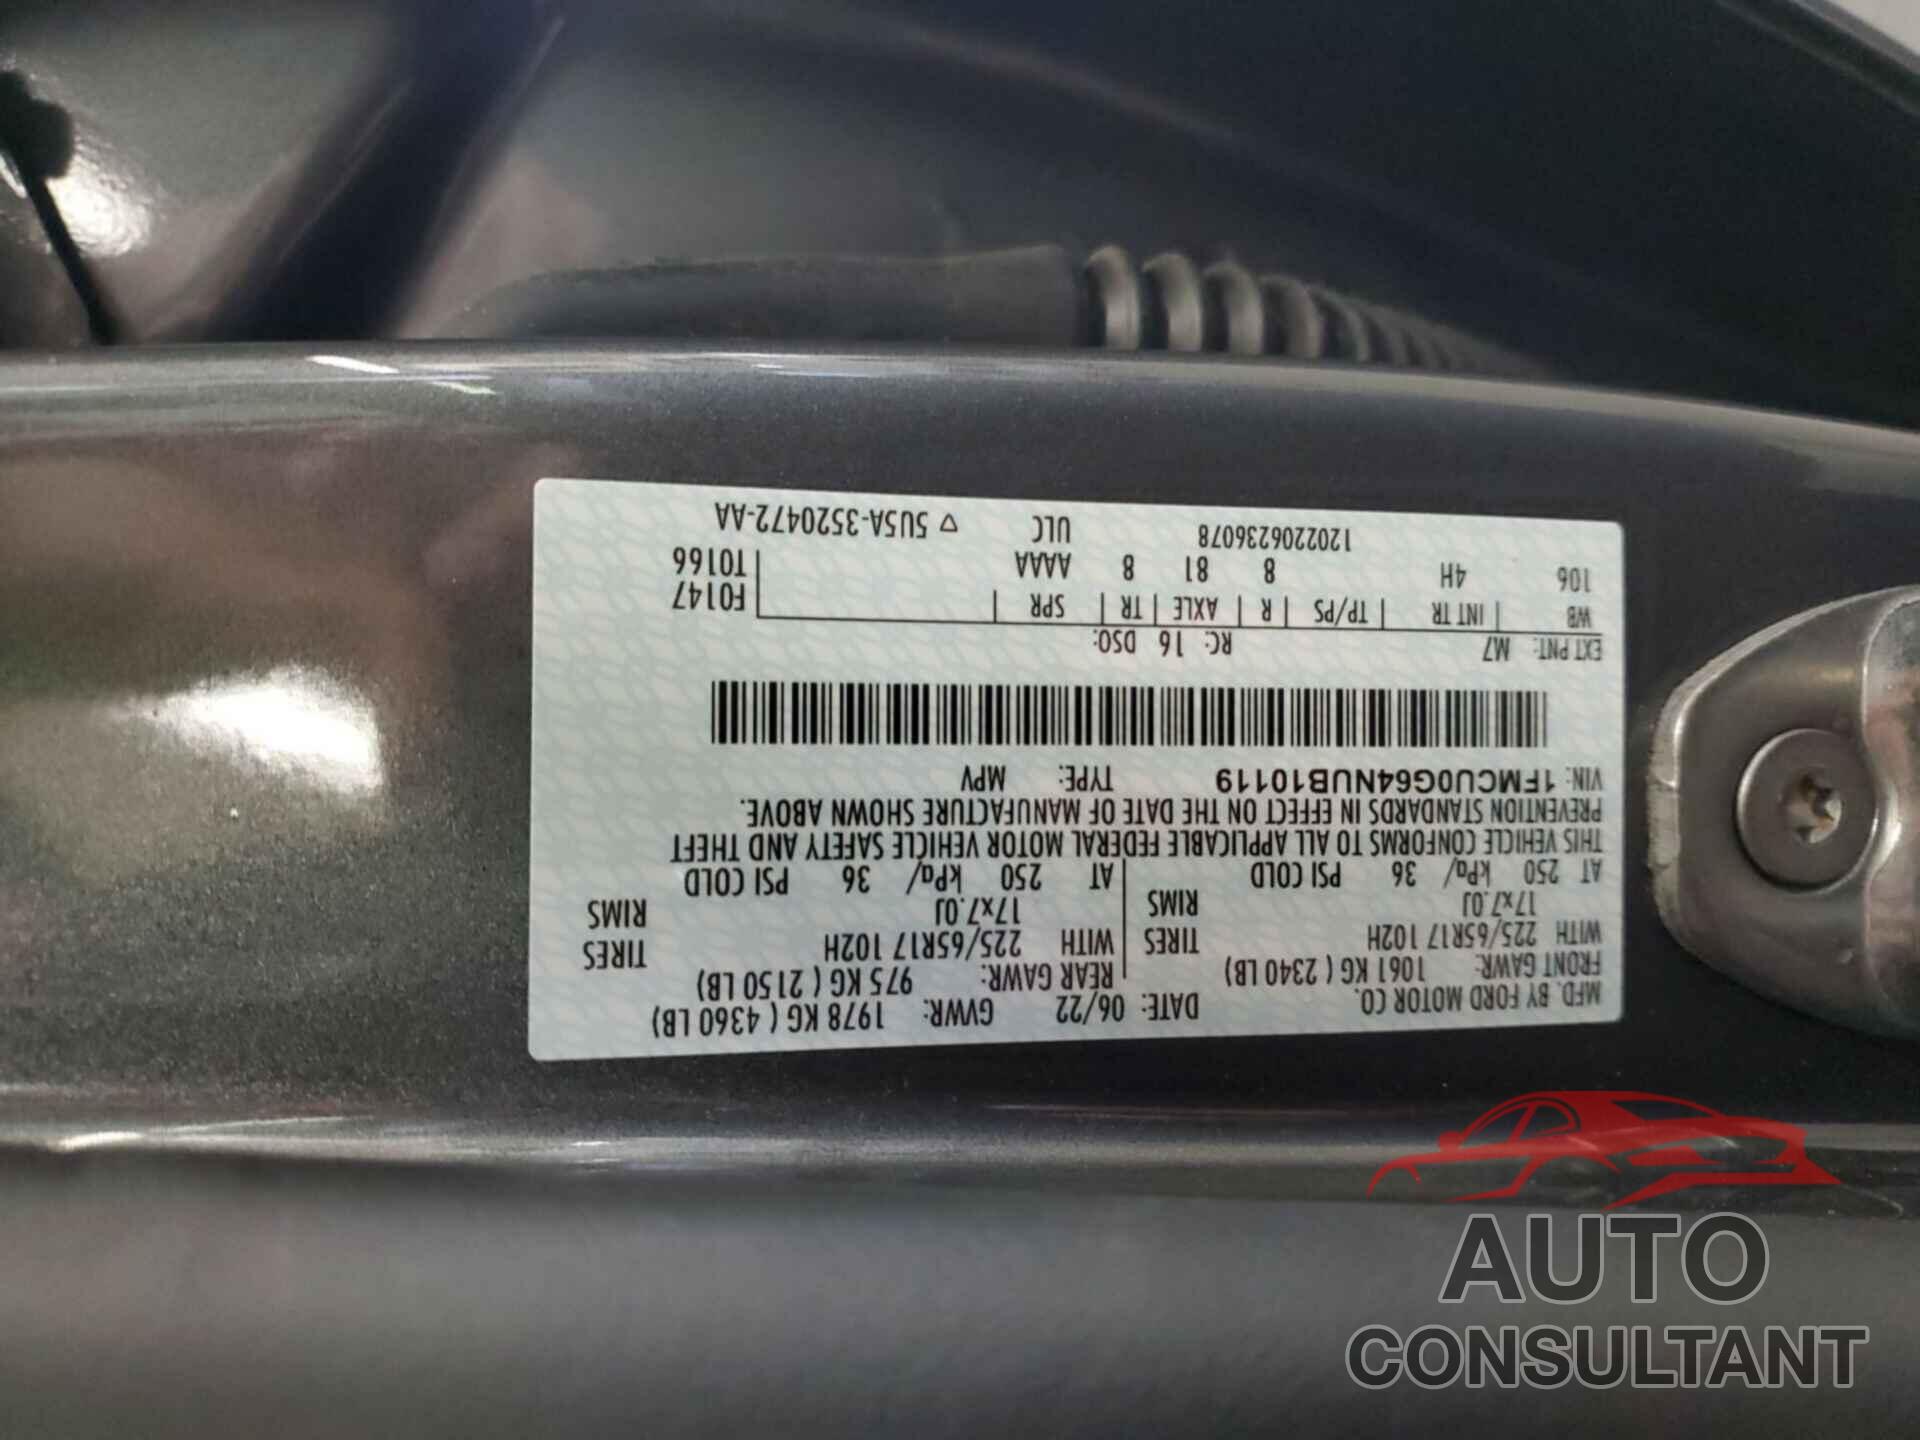 MFD. BY FORD MOTOR CO. DATE: 06/22 GVWR: 1978 KG ( 4360 LB)
FRONT GAWR: 1061 KG ( 2340 LB) REAR GAWR: 975 KG ( 2150 LB)
WITH 225/65R17 102H TIRES WITH 225/65R17 102H TIRES
17x7.0J RIMS 17x7.0J RIMS
AT 250 kPa/ 36 PSI COLD AT 250 kPa/ 36 PSI COLD
THIS VEHICLE CONFORMS TO ALL APPLICABLE FEDERAL MOTOR VEHICLE SAFETY AND THEFT
PREVENTION STANDARDS IN EFFECT ON THE DATE OF MANUFACTURE SHOWN ABOVE.
VIN: 1FMCU0G64NUB10119 TYPE: MPV
EXT PNT: M7 RC: 16 DSO:
WB INT TR TP/PS R AXLE TR SPR F0147
106 4H 8 81 8 AAAA T0166
1202206236078 ULC ▽ 5U5A-3520472-AA
AUTO
CONSULTANT